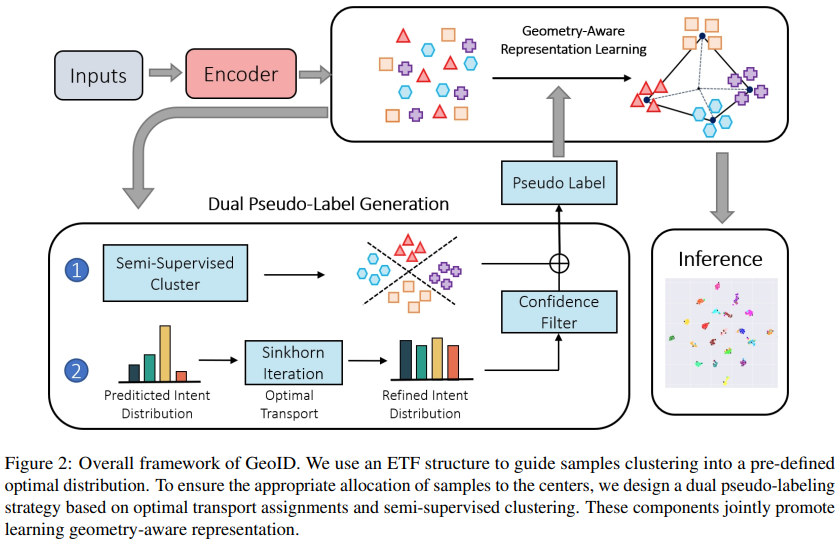 Inputs
Encoder
Geometry-Aware
Representation Learning
Pseudo Label
Dual Pseudo-Label Generation
1
Semi-Supervised
Cluster
Confidence
Filter
2
Sinkhorn
Iteration
Prediticted Intent
Distribution
Optimal
Transport
Refined Intent
Distribution
Inference
Figure 2: Overall framework of GeoID. We use an ETF structure to guide samples clustering into a pre-defined
optimal distribution. To ensure the appropriate allocation of samples to the centers, we design a dual pseudo-labeling
strategy based on optimal transport assignments and semi-supervised clustering. These components jointly promote
learning geometry-aware representation.